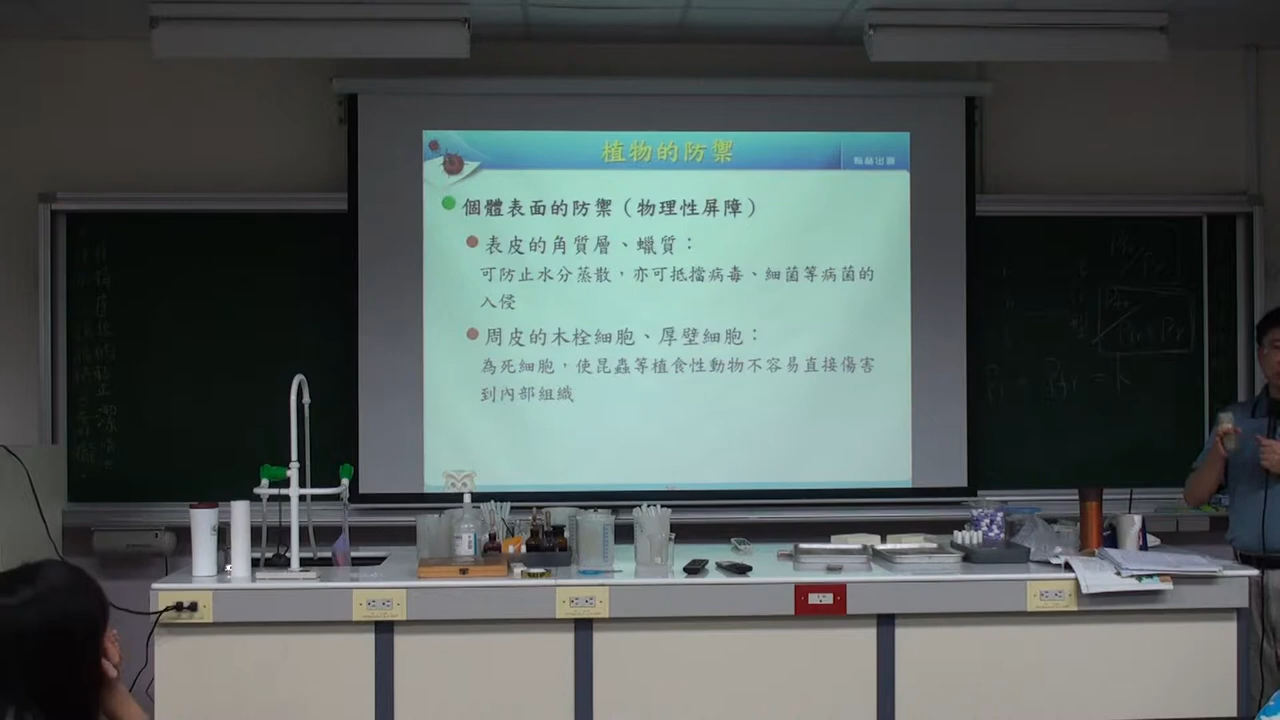 植物的防禦
翰林出版
個體表面的防禦（物理性屏障）
表皮的角質層、蠟質：
可防止水分蒸散，亦可抵擋病毒、細菌等病菌的
入侵
周皮的木栓細胞、厚壁細胞：
為死細胞，使昆蟲等植食性動物不容易直接傷害
到內部組織